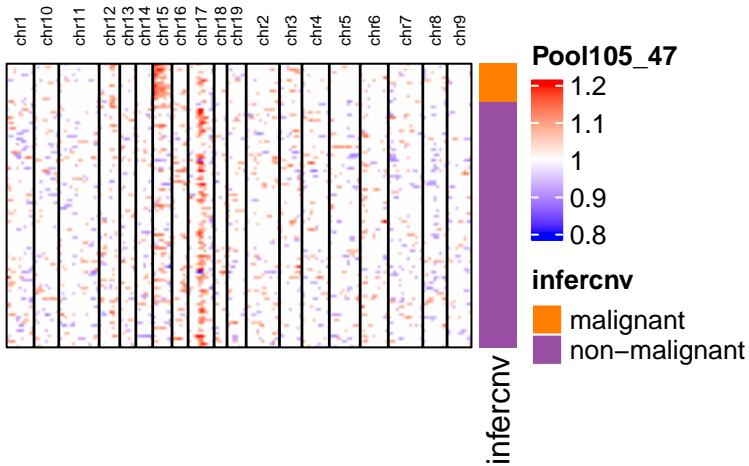 chr1 chr10 chr11 chr12 chr13 chr14 chr15 chr16 chr17 chr18 chr19 chr2 chr3 chr4 chr5 chr6 chr7 chr8 chr9
Pool105_47
1.2
1.1
1
0.9
0.8
infercnv
malignant
non−malignant
infercnv